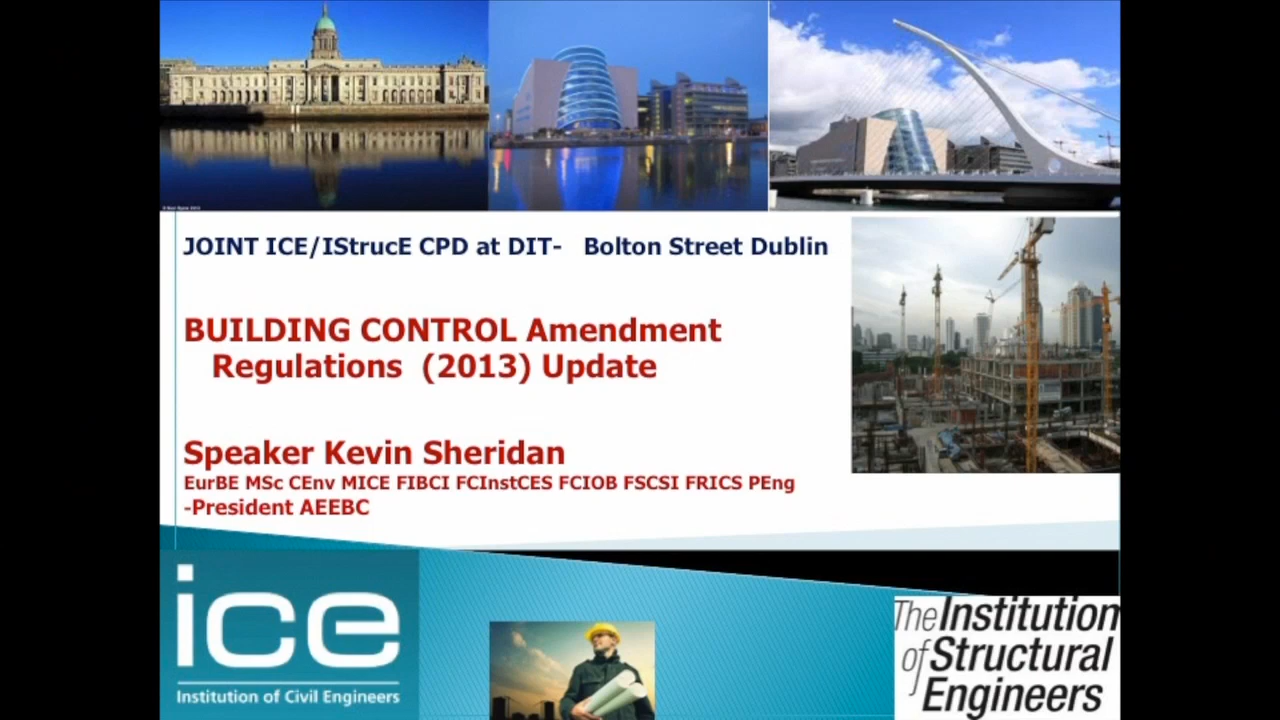 JOINT ICE/IStrucE CPD at DIT- Bolton Street Dublin
BUILDING CONTROL Amendment
Regulations (2013) Update
Speaker Kevin Sheridan
EurBE MSc CEnv MICE FIBCI FCInstCES FCIOB FSCSI FRICS PEng
-President AEEBC
ice
Institution of Civil Engineers
The Institution
of Structural
Engineers